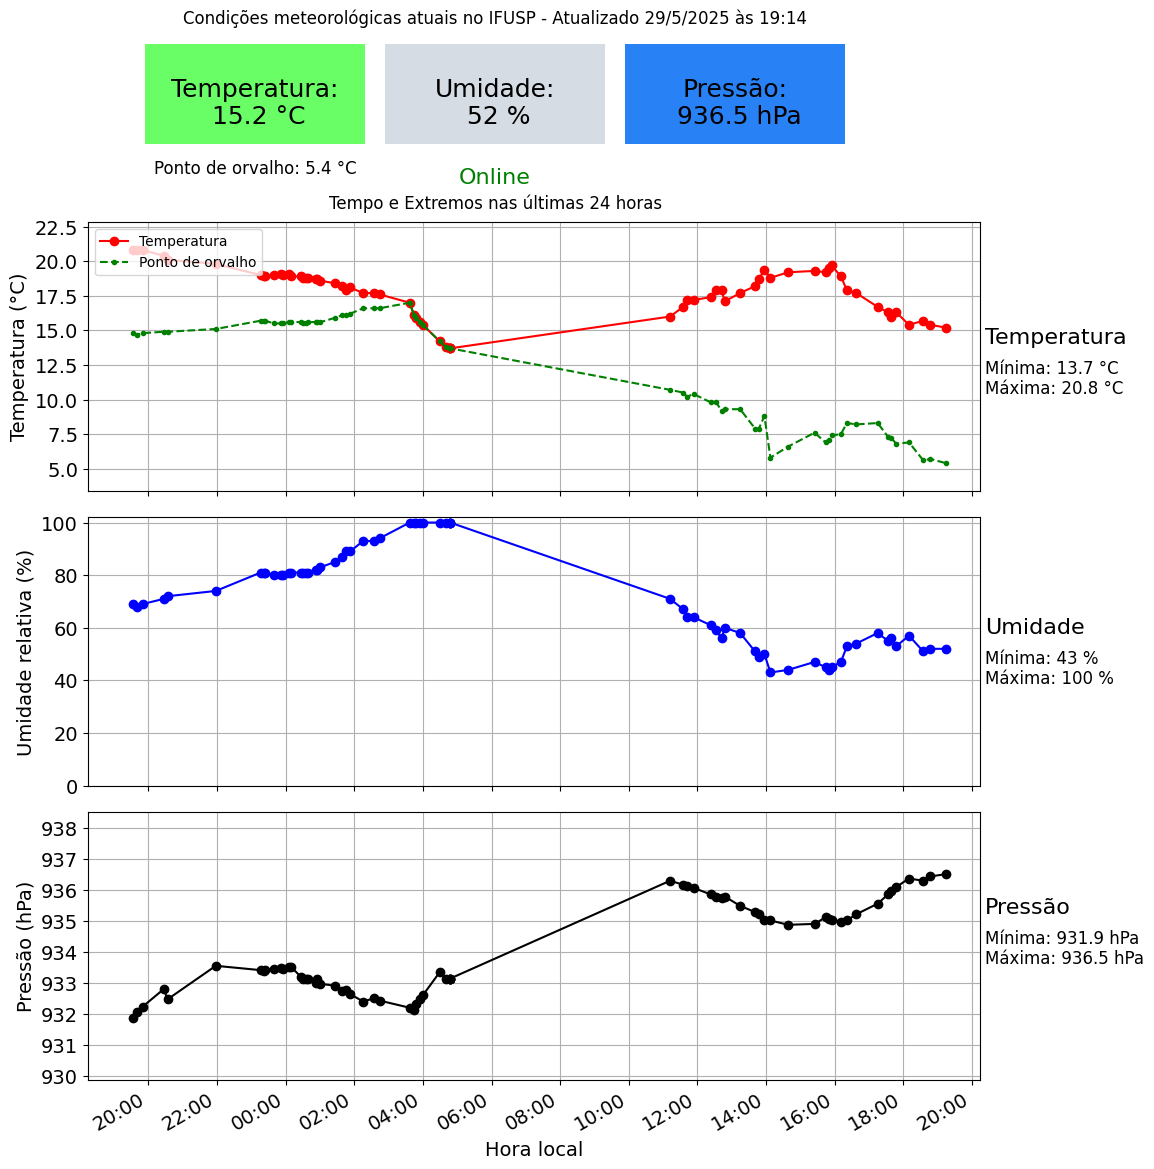 Condições meteorológicas atuais no IFUSP - Atualizado 29/5/2025 às 19:14
Temperatura:
15.2 °C
Umidade:
52 %
Pressão:
936.5 hPa
Ponto de orvalho: 5.4 °C
Online
Tempo e Extremos nas últimas 24 horas
Temperatura (°C)
22.5
20.0
17.5
15.0
12.5
10.0
7.5
5.0
Temperatura
Ponto de orvalho
Temperatura
Mínima: 13.7 °C
Máxima: 20.8 °C
Umidade relativa (%)
100
80
60
40
20
0
Umidade
Mínima: 43 %
Máxima: 100 %
Pressão (hPa)
938
937
936
935
934
933
932
931
930
Pressão
Mínima: 931.9 hPa
Máxima: 936.5 hPa
20:00 22:00 00:00 02:00 04:00 06:00 08:00 10:00 12:00 14:00 16:00 18:00 20:00
Hora local